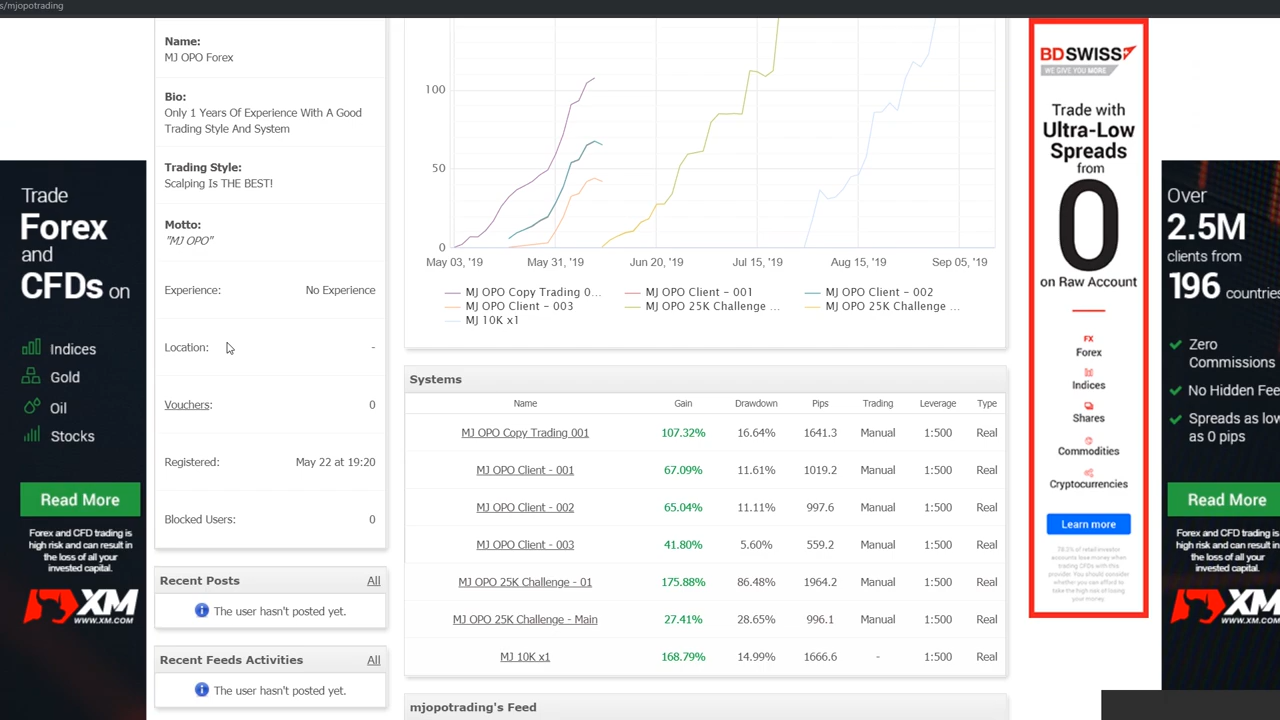 s/mjopotrading
Name:
MJ OPO Forex
Bio:
Only 1 Years Of Experience With A Good
Trading Style And System
Trading Style:
Scalping Is THE BEST!
Motto:
"MJ OPO"
Experience: No Experience
Location: -
Vouchers: 0
Registered: May 22 at 19:20
Blocked Users: 0
Recent Posts All
The user hasn't posted yet.
Recent Feeds Activities All
The user hasn't posted yet.
100
50
0
May 03, '19 May 31, '19 Jun 20, '19 Jul 15, '19 Aug 15, '19 Sep 05, '19
MJ OPO Copy Trading 0... MJ OPO Client - 001 MJ OPO Client - 002
MJ OPO Client - 003 MJ OPO 25K Challenge ... MJ OPO 25K Challenge ...
MJ 10K x1
Systems
Name Gain Drawdown Pips Trading Leverage Type
MJ OPO Copy Trading 001 107.32% 16.64% 1641.3 Manual 1:500 Real
MJ OPO Client - 001 67.09% 11.61% 1019.2 Manual 1:500 Real
MJ OPO Client - 002 65.04% 11.11% 997.6 Manual 1:500 Real
MJ OPO Client - 003 41.80% 5.60% 559.2 Manual 1:500 Real
MJ OPO 25K Challenge - 01 175.88% 86.48% 1964.2 Manual 1:500 Real
MJ OPO 25K Challenge - Main 27.41% 28.65% 996.1 Manual 1:500 Real
MJ 10K x1 168.79% 14.99% 1666.6 - 1:500 Real
mjopotrading's Feed
Trade
Forex
and
CFDs on
Indices
Gold
Oil
Stocks
Read More
Forex and CFD trading is
high risk and can result in
the loss of all your
invested capital.
XM
WWW.XM.COM
BDSWISS
WE GIVE YOU MORE
Trade with
Ultra-Low
Spreads
from
0
on Raw Account
FX
Forex
Indices
Shares
Commodities
Cryptocurrencies
Learn more
Over
2.5M
clients from
196 countries
Zero
Commissions
No Hidden Fee
Spreads as low
as 0 pips
Read More
Forex and CFD trading is
high risk and can result in
the loss of all your
invested capital.
XM
WWW.XM.COM